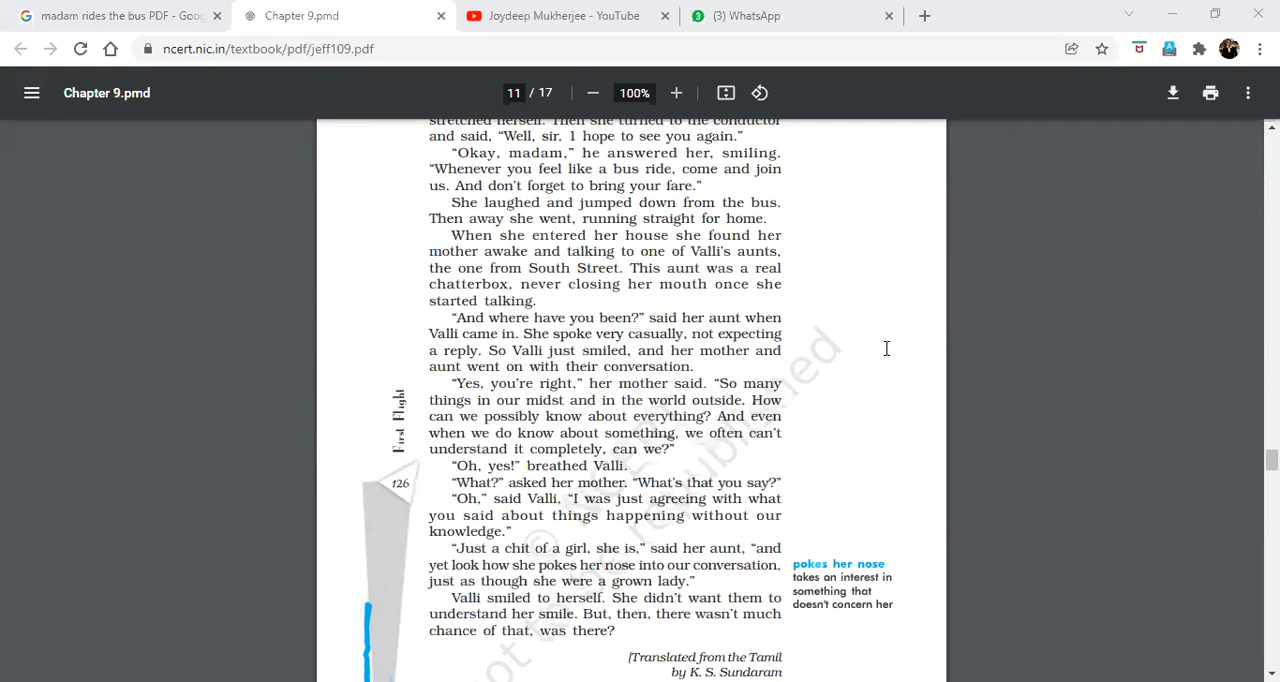 madam rides the bus PDF - Goo
Chapter 9.pmd
Joydeep Mukherjee - YouTube
3
(3) WhatsApp
ncert.nic.in/textbook/pdf/jeff109.pdf
Chapter 9.pmd
11 / 17
100%
stretched herself. Then she turned to the conductor
and said, “Well, sir, I hope to see you again.”
“Okay, madam,” he answered her, smiling.
“Whenever you feel like a bus ride, come and join
us. And don't forget to bring your fare.”
She laughed and jumped down from the bus.
Then away she went, running straight for home.
When she entered her house she found her
mother awake and talking to one of Valli's aunts,
the one from South Street. This aunt was a real
chatterbox, never closing her mouth once she
started talking.
“And where have you been?” said her aunt when
Valli came in. She spoke very casually, not expecting
a reply. So Valli just smiled, and her mother and
aunt went on with their conversation.
“Yes, you're right,” her mother said. “So many
things in our midst and in the world outside. How
can we possibly know about everything? And even
when we do know about something, we often can't
understand it completely, can we?”
“Oh, yes!” breathed Valli.
“What?” asked her mother. “What's that you say?”
“Oh,” said Valli, “I was just agreeing with what
you said about things happening without our
knowledge.”
“Just a chit of a girl, she is,” said her aunt, “and
yet look how she pokes her nose into our conversation,
just as though she were a grown lady.”
Valli smiled to herself. She didn't want them to
understand her smile. But, then, there wasn't much
chance of that, was there?
[Translated from the Tamil
by K. S. Sundaram
First Flight
126
pokes her nose
takes an interest in
something that
doesn't concern her
not to be republished